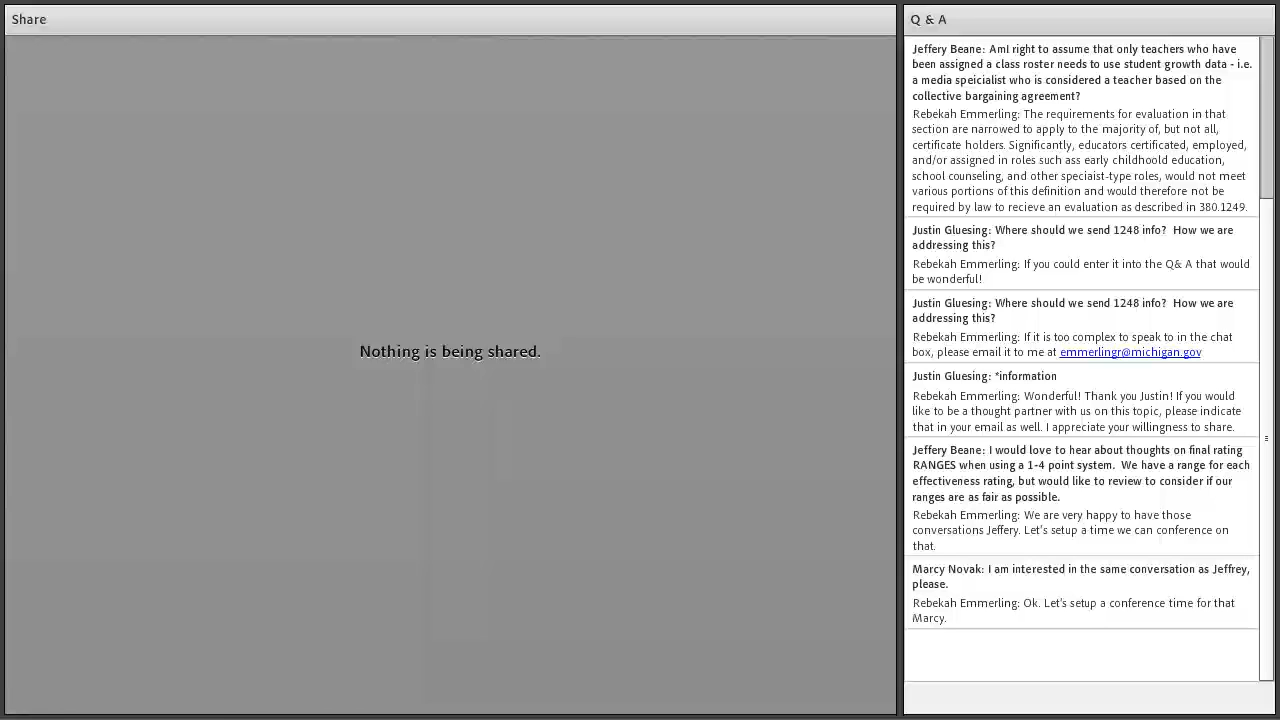 Share
Q & A
Jeffery Beane: AmI right to assume that only teachers who have
been assigned a class roster needs to use student growth data - i.e.
a media speicialist who is considered a teacher based on the
collective bargaining agreement?
Rebekah Emmerling: The requirements for evaluation in that
section are narrowed to apply to the majority of, but not all,
certificate holders. Significantly, educators certificated, employed,
and/or assigned in roles such ass early childhoold education,
school counseling, and other speciaist-type roles, would not meet
various portions of this definition and would therefore not be
required by law to recieve an evaluation as described in 380.1249.
Justin Gluesing: Where should we send 1248 info?  How we are
addressing this?
Rebekah Emmerling: If you could enter it into the Q& A that would
be wonderful!
Justin Gluesing: Where should we send 1248 info?  How we are
addressing this?
Rebekah Emmerling: If it is too complex to speak to in the chat
box, please email it to me at emmerlingr@michigan.gov
Justin Gluesing: *information
Rebekah Emmerling: Wonderful! Thank you Justin! If you would
like to be a thought partner with us on this topic, please indicate
that in your email as well. I appreciate your willingness to share.
Jeffery Beane: I would love to hear about thoughts on final rating
RANGES when using a 1-4 point system.  We have a range for each
effectiveness rating, but would like to review to consider if our
ranges are as fair as possible.
Rebekah Emmerling: We are very happy to have those
conversations Jeffery. Let's setup a time we can conference on
that.
Marcy Novak: I am interested in the same conversation as Jeffrey,
please.
Rebekah Emmerling: Ok. Let's setup a conference time for that
Marcy.
Nothing is being shared.